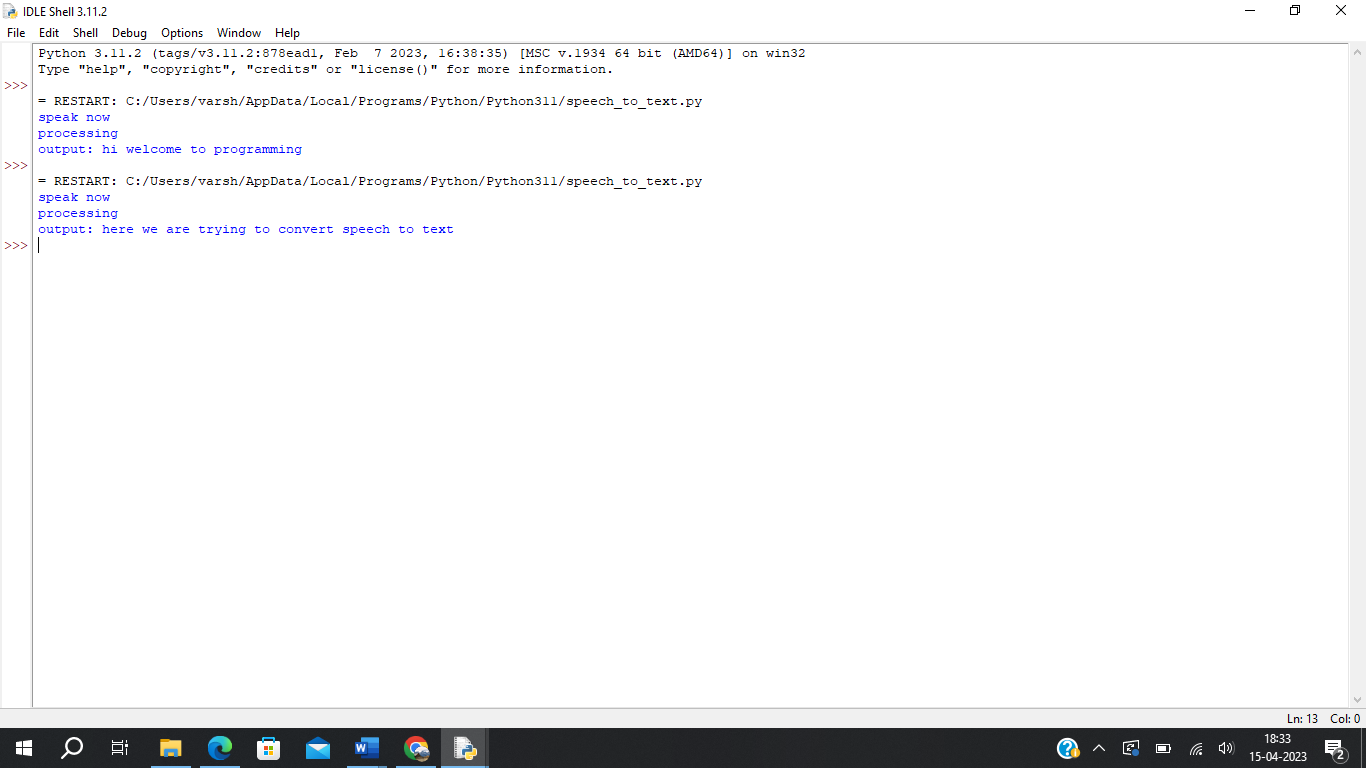 IDLE Shell 3.11.2
File Edit Shell Debug Options Window Help
Python 3.11.2 (tags/v3.11.2:878ead1, Feb  7 2023, 16:38:35) [MSC v.1934 64 bit (AMD64)] on win32
Type "help", "copyright", "credits" or "license()" for more information.
>>>
= RESTART: C:/Users/varsh/AppData/Local/Programs/Python/Python311/speech_to_text.py
speak now
processing
output: hi welcome to programming
>>>
= RESTART: C:/Users/varsh/AppData/Local/Programs/Python/Python311/speech_to_text.py
speak now
processing
output: here we are trying to convert speech to text
>>>
Ln: 13 Col: 0
18:33
15-04-2023
2